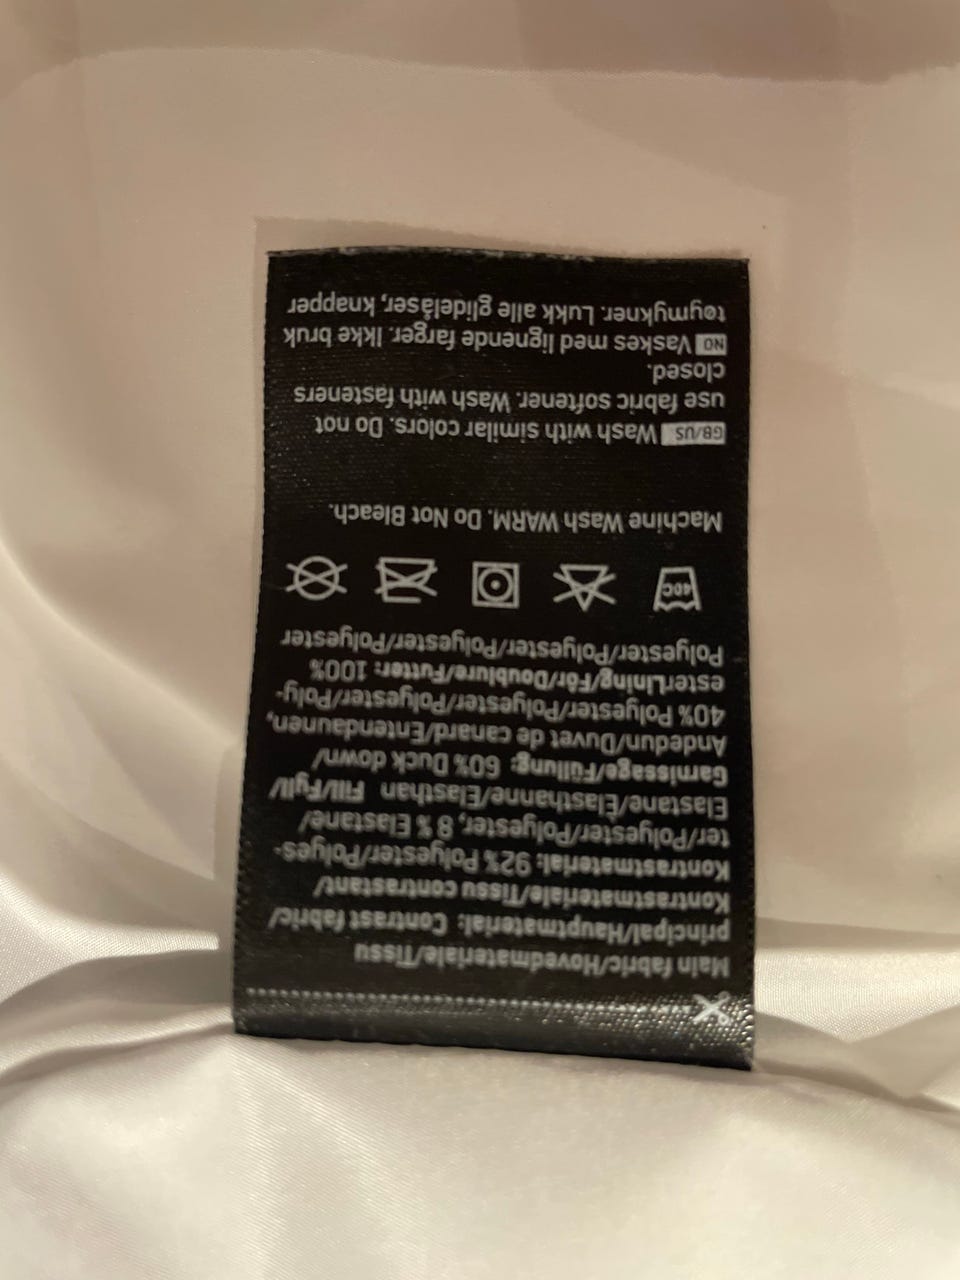 Main fabric/Hovedmateriale/Tissu
principal/Hauptmaterial: Contrast fabric/
Kontrastmateriale/Tissu contrastant/
Kontrastmaterial: 92% Polyester/Polyes-
ter/Polyester/Polyester, 8 % Elastane/
Elastane/Élasthanne/Elasthan Fill/Fyll/
Garnissage/Füllung: 60% Duck down/
Andedun/Duvet de canard/Entendaunen,
40% Polyester/Polyester/Polyester/Poly-
esterLining/Fôr/Doublure/Futter: 100%
Polyester/Polyester/Polyester/Polyester
40C
Machine Wash WARM. Do Not Bleach.
GB/US Wash with similar colors. Do not
use fabric softener. Wash with fasteners
closed.
NO Vaskes med lignende farger. Ikke bruk
tøymykner. Lukk alle glidelåser, knapper